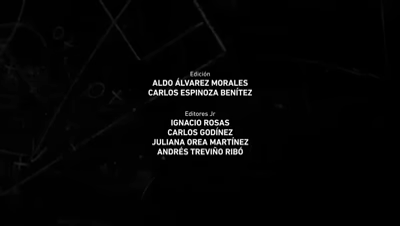 Edición
ALDO ÁLVAREZ MORALES
CARLOS ESPINOZA BENÍTEZ
Editores Jr
IGNACIO ROSAS
CARLOS GODÍNEZ
JULIANA OREA MARTÍNEZ
ANDRÉS TREVIÑO RIBÓ